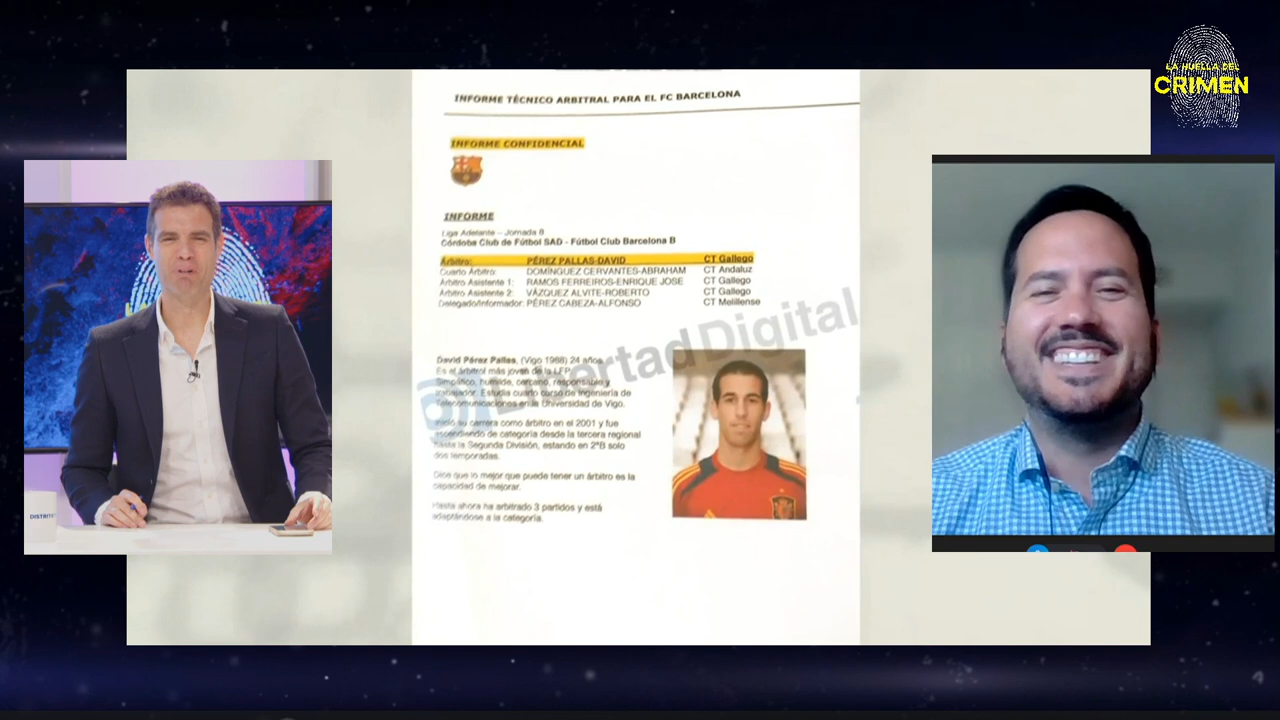 LA HUELLA DEL
CRIMEN
INFORME TÉCNICO ARBITRAL PARA EL FC BARCELONA
INFORME CONFIDENCIAL
INFORME
Liga Adelante – Jornada 8
Córdoba Club de Fútbol SAD - Fútbol Club Barcelona B
Árbitro: PÉREZ PALLAS-DAVID CT Gallego
Cuarto Árbitro: DOMÍNGUEZ CERVANTES-ABRAHAM CT Andaluz
Árbitro Asistente 1: RAMOS FERREIROS-ENRIQUE JOSE CT Gallego
Árbitro Asistente 2: VÁZQUEZ ALVITE-ROBERTO CT Gallego
Delegado/Informador: PÉREZ CABEZA-ALFONSO CT Melillense
David Pérez Pallas, (Vigo 1988) 24 años.
Es el árbitrol más joven de la LFP.
Simpático, humilde, cercano, responsable y
trabajador. Estudia cuarto curso de Ingeniería de
Telecomunicaciones en la Universidad de Vigo.
Inició su carrera como árbitro en el 2001 y fue
ascendiendo de categoría desde la tercera regional
hasta la Segunda División, estando en 2ªB solo
dos temporadas.
Dice que lo mejor que puede tener un árbitro es la
capacidad de mejorar.
Hasta ahora ha arbitrado 3 partidos y está
adaptándose a la categoría.
Libertad Digital
DISTRITO